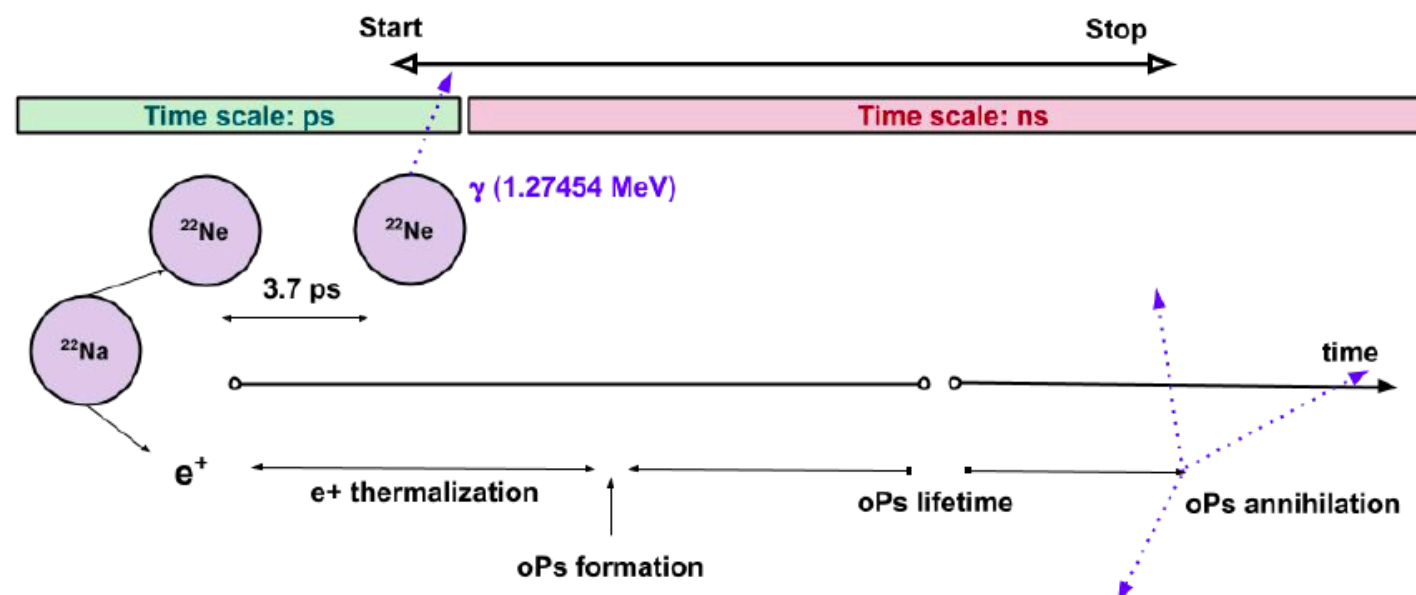 Start
Stop
Time scale: ps
Time scale: ns
γ (1.27454 MeV)
²²Ne
²²Ne
3.7 ps
²²Na
time
e⁺
e+ thermalization
oPs lifetime
oPs annihilation
oPs formation